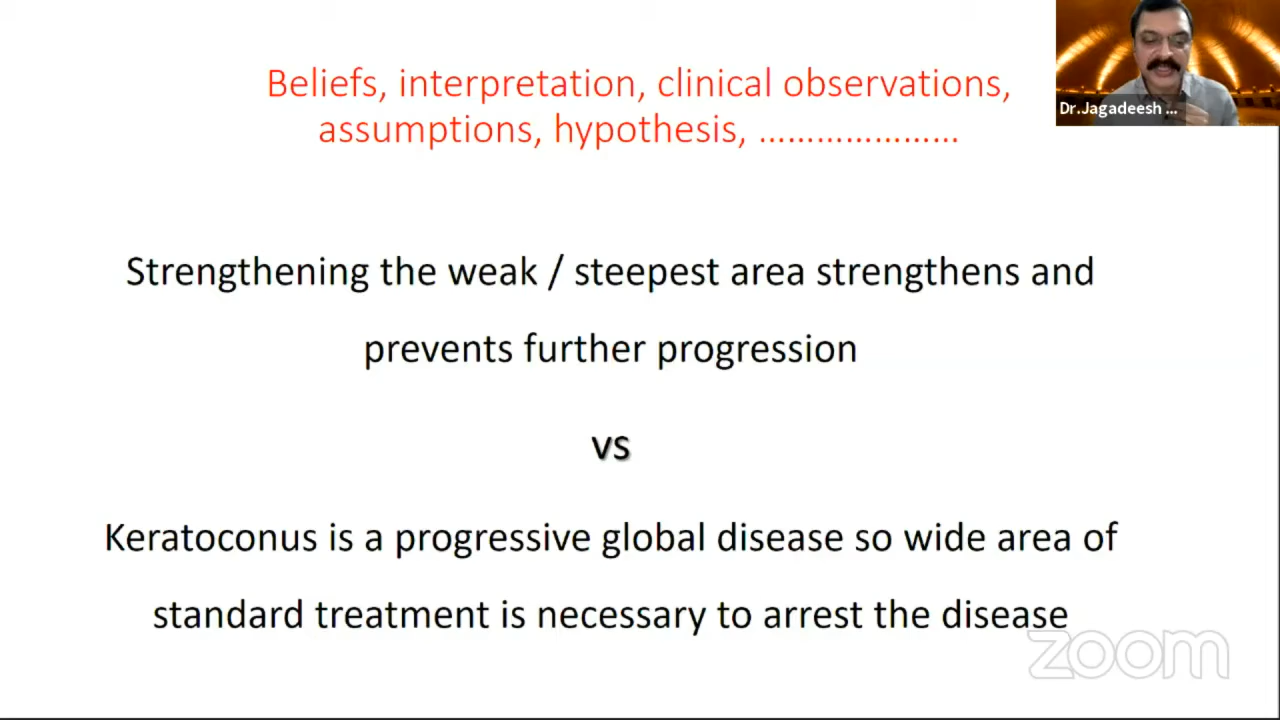 Beliefs, interpretation, clinical observations,
assumptions, hypothesis, …………………
Dr.Jagadeesh ...
Strengthening the weak / steepest area strengthens and
prevents further progression
vs
Keratoconus is a progressive global disease so wide area of
standard treatment is necessary to arrest the disease
zoom